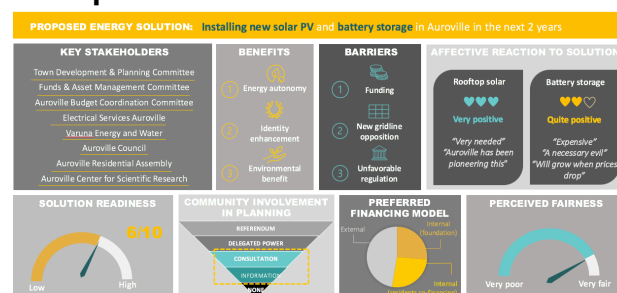 PROPOSED ENERGY SOLUTION: Installing new solar PV and battery storage in Auroville in the next 2 years
KEY STAKEHOLDERS
Town Development & Planning Committee
Funds & Asset Management Committee
Auroville Budget Coordination Committee
Electrical Services Auroville
Varuna Energy and Water
Auroville Council
Auroville Residential Assembly
Auroville Center for Scientific Research
BENEFITS
1 Energy autonomy
2 Identity
enhancement
3 Environmental
benefit
BARRIERS
1 Funding
2 New gridline
opposition
3 Unfavorable
regulation
AFFECTIVE REACTION TO SOLUTION
Rooftop solar
Very positive
"Very needed"
"Auroville has been
pioneering this"
Battery storage
Quite positive
"Expensive"
"A necessary evil"
"Will grow when prices
drop"
SOLUTION READINESS
6/10
Low
High
COMMUNITY INVOLVEMENT
IN PLANNING
REFERENDUM
DELEGATED POWER
CONSULTATION
INFORMATION
NONE
PREFERRED
FINANCING MODEL
External
Internal
(foundation)
Internal
PERCEIVED FAIRNESS
Very poor
Very fair